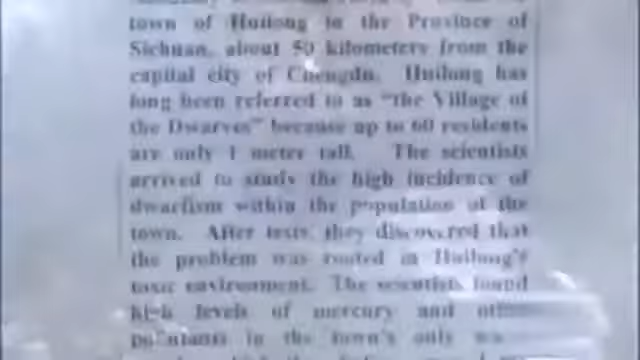 town of Huilong in the Province of
Sichuan, about 50 kilometers from the
capital city of Chengdu. Huilong has
long been referred to as "the Village of
the Dwarves" because up to 60 residents
are only 1 meter tall. The scientists
arrived to study the high incidence of
dwarfism within the population of the
town. After tests, they discovered that
the problem was rooted in Huilong's
toxic environment. The scientists found
high levels of mercury and
pollutants in the town's only